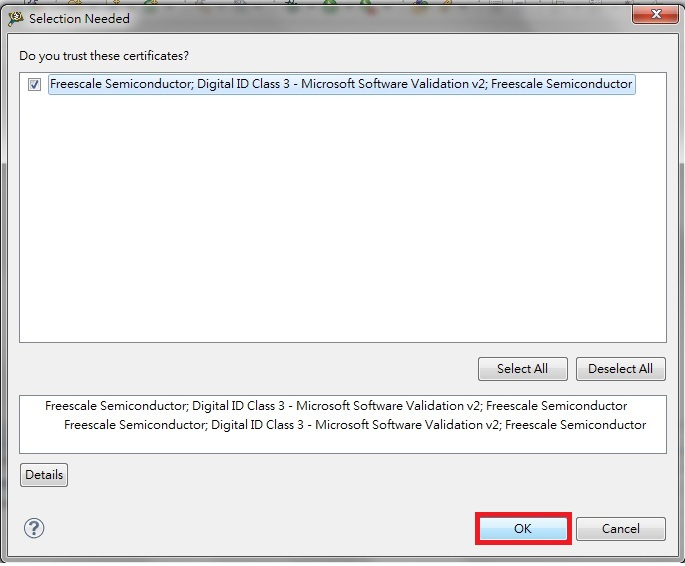 Selection Needed
Do you trust these certificates?
Freescale Semiconductor; Digital ID Class 3 - Microsoft Software Validation v2; Freescale Semiconductor
Select All
Deselect All
Freescale Semiconductor; Digital ID Class 3 - Microsoft Software Validation v2; Freescale Semiconductor
Freescale Semiconductor; Digital ID Class 3 - Microsoft Software Validation v2; Freescale Semiconductor
Details
?
OK
Cancel